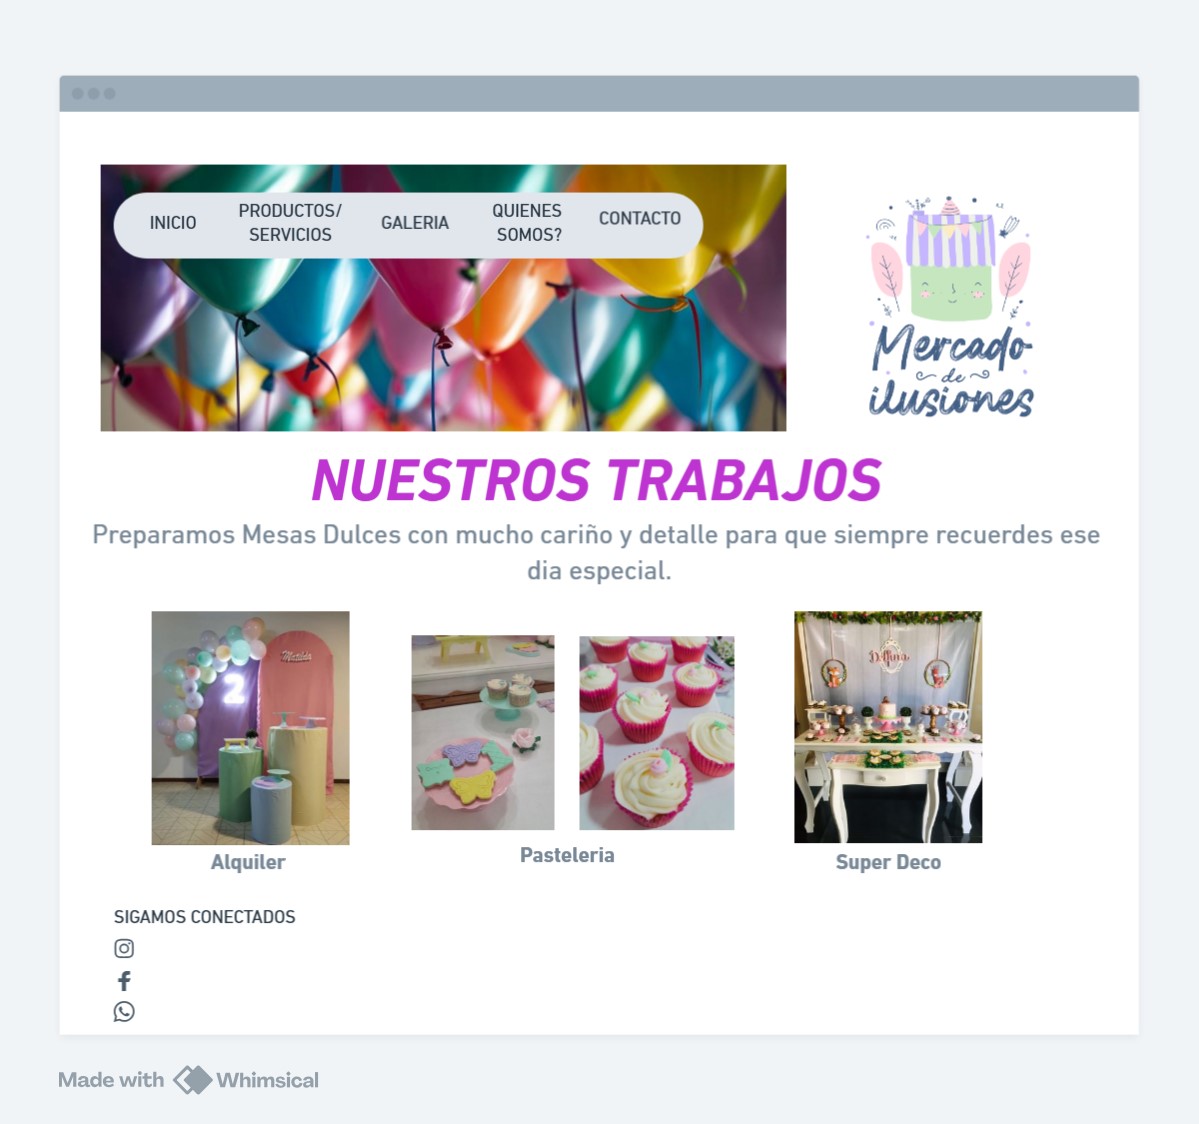 INICIO
PRODUCTOS/
SERVICIOS
GALERIA
QUIENES
SOMOS?
CONTACTO
Mercado
de
ilusiones
NUESTROS TRABAJOS
Preparamos Mesas Dulces con mucho cariño y detalle para que siempre recuerdes ese
dia especial.
Matilda
2
Delfina
Alquiler
Pasteleria
Super Deco
SIGAMOS CONECTADOS
Made with Whimsical